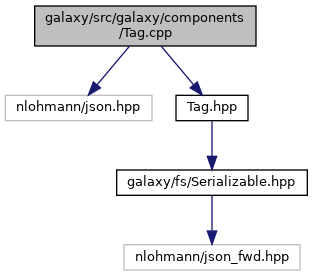 galaxy/src/galaxy/components
/Tag.cpp
nlohmann/json.hpp
Tag.hpp
galaxy/fs/Serializable.hpp
nlohmann/json_fwd.hpp